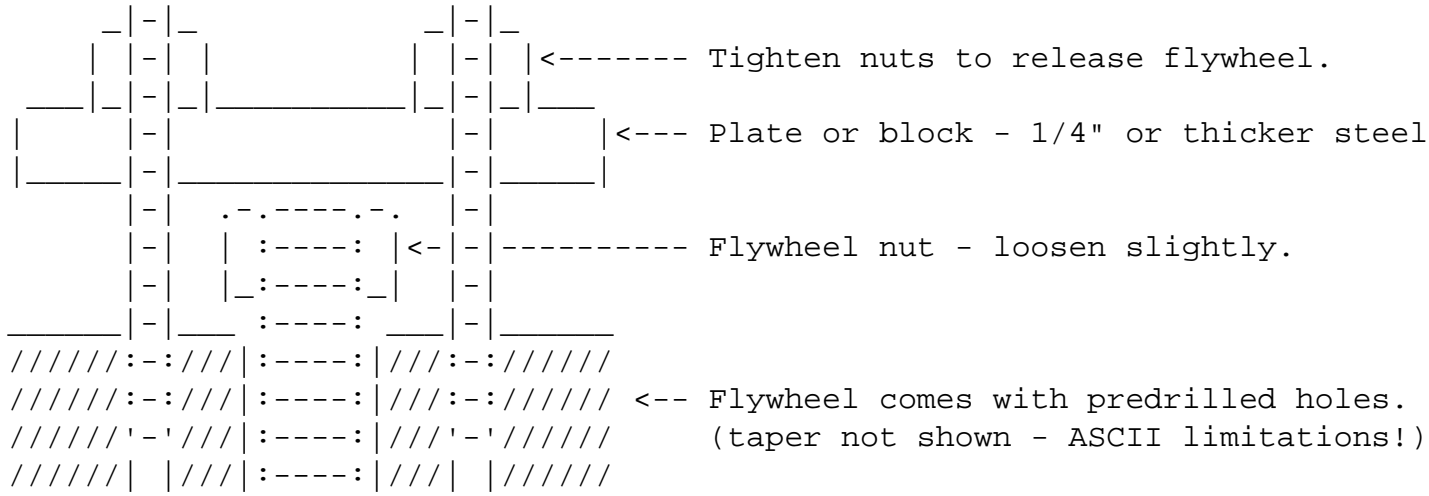 Tighten nuts to release flywheel.
Plate or block - 1/4" or thicker steel
Flywheel nut - loosen slightly.
Flywheel comes with predrilled holes.
(taper not shown - ASCII limitations!)